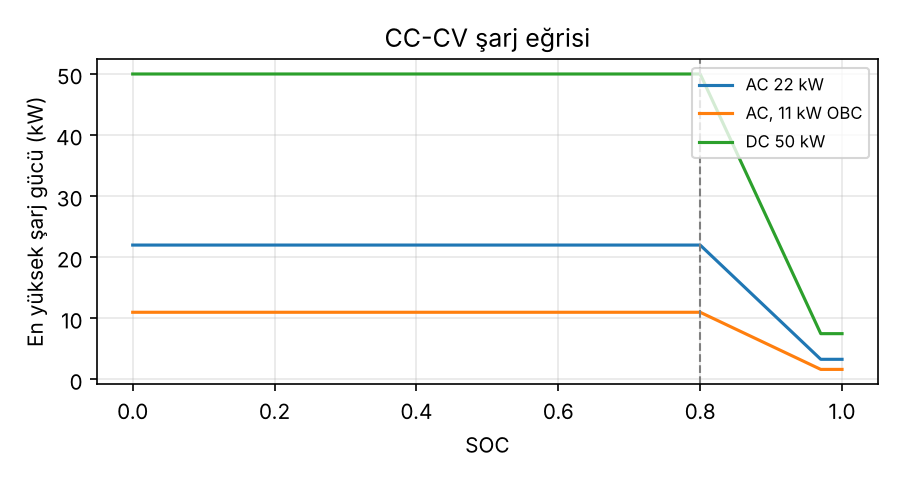 CC-CV şarj eğrisi
En yüksek şarj gücü (kW)
50
40
30
20
10
0
AC 22 kW
AC, 11 kW OBC
DC 50 kW
0.0 0.2 0.4 0.6 0.8 1.0
SOC